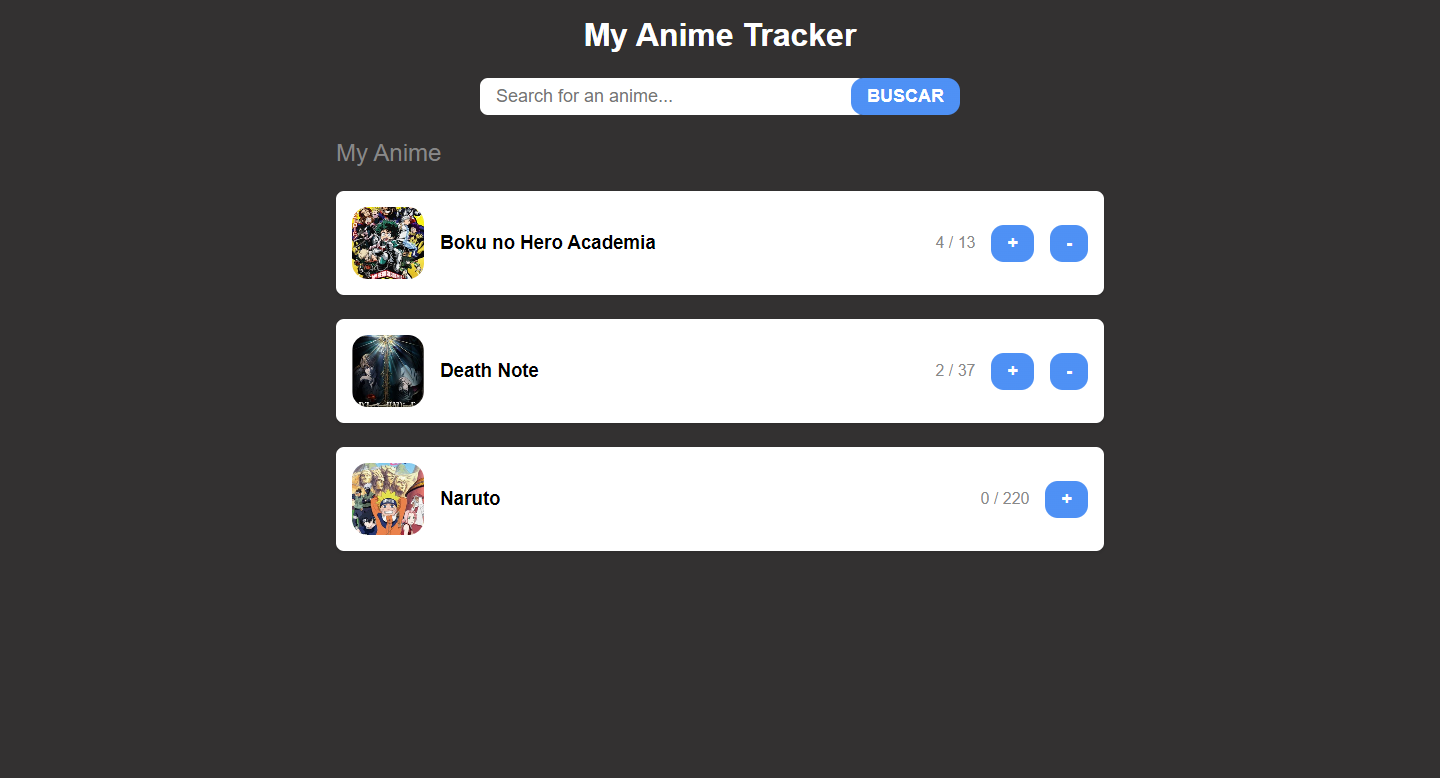 My Anime Tracker
Search for an anime...
BUSCAR
My Anime
Boku no Hero Academia
4 / 13
+
-
Death Note
2 / 37
+
-
Naruto
0 / 220
+